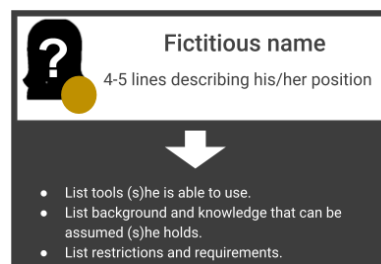 ?
Fictitious name
4-5 lines describing his/her position
● List tools (s)he is able to use.
● List background and knowledge that can be
assumed (s)he holds.
● List restrictions and requirements.